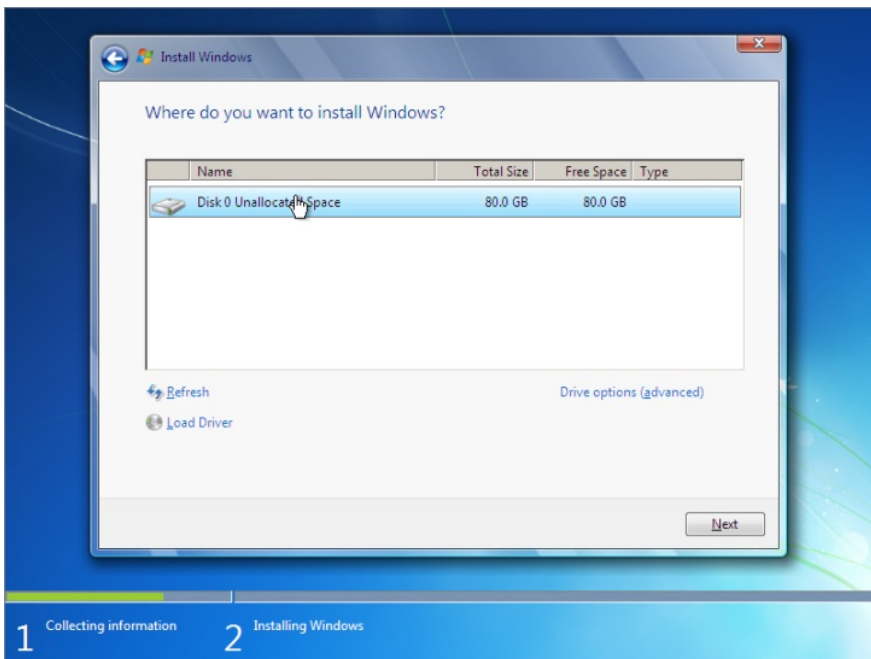 Install Windows
Where do you want to install Windows?
Name Total Size Free Space Type
Disk 0 Unallocated Space 80.0 GB 80.0 GB
Refresh Drive options (advanced)
Load Driver
Next
1 Collecting information 2 Installing Windows